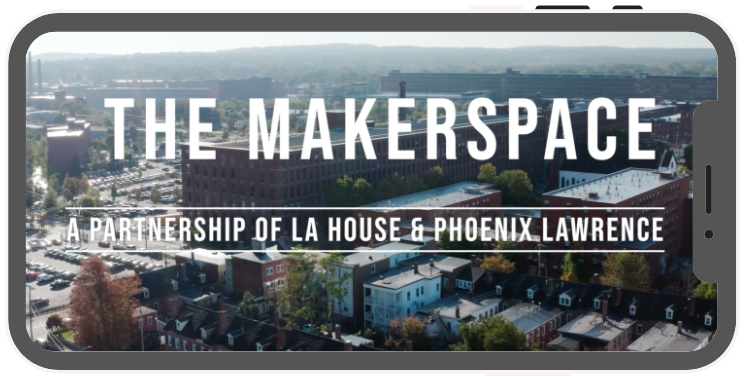 THE MAKERSPACE
A PARTNERSHIP OF LA HOUSE & PHOENIX LAWRENCE